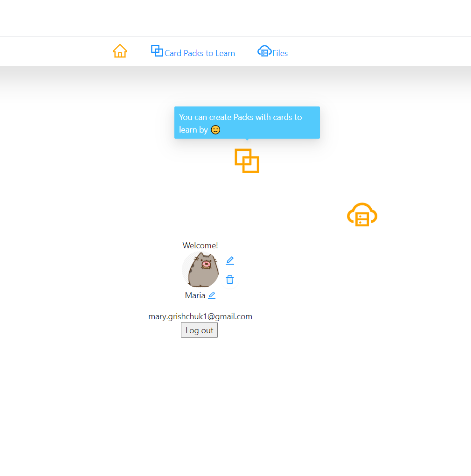 Card Packs to Learn
Files
You can create Packs with cards to
learn by 😊
Welcome!
Maria
mary.grishchuk1@gmail.com
Log out